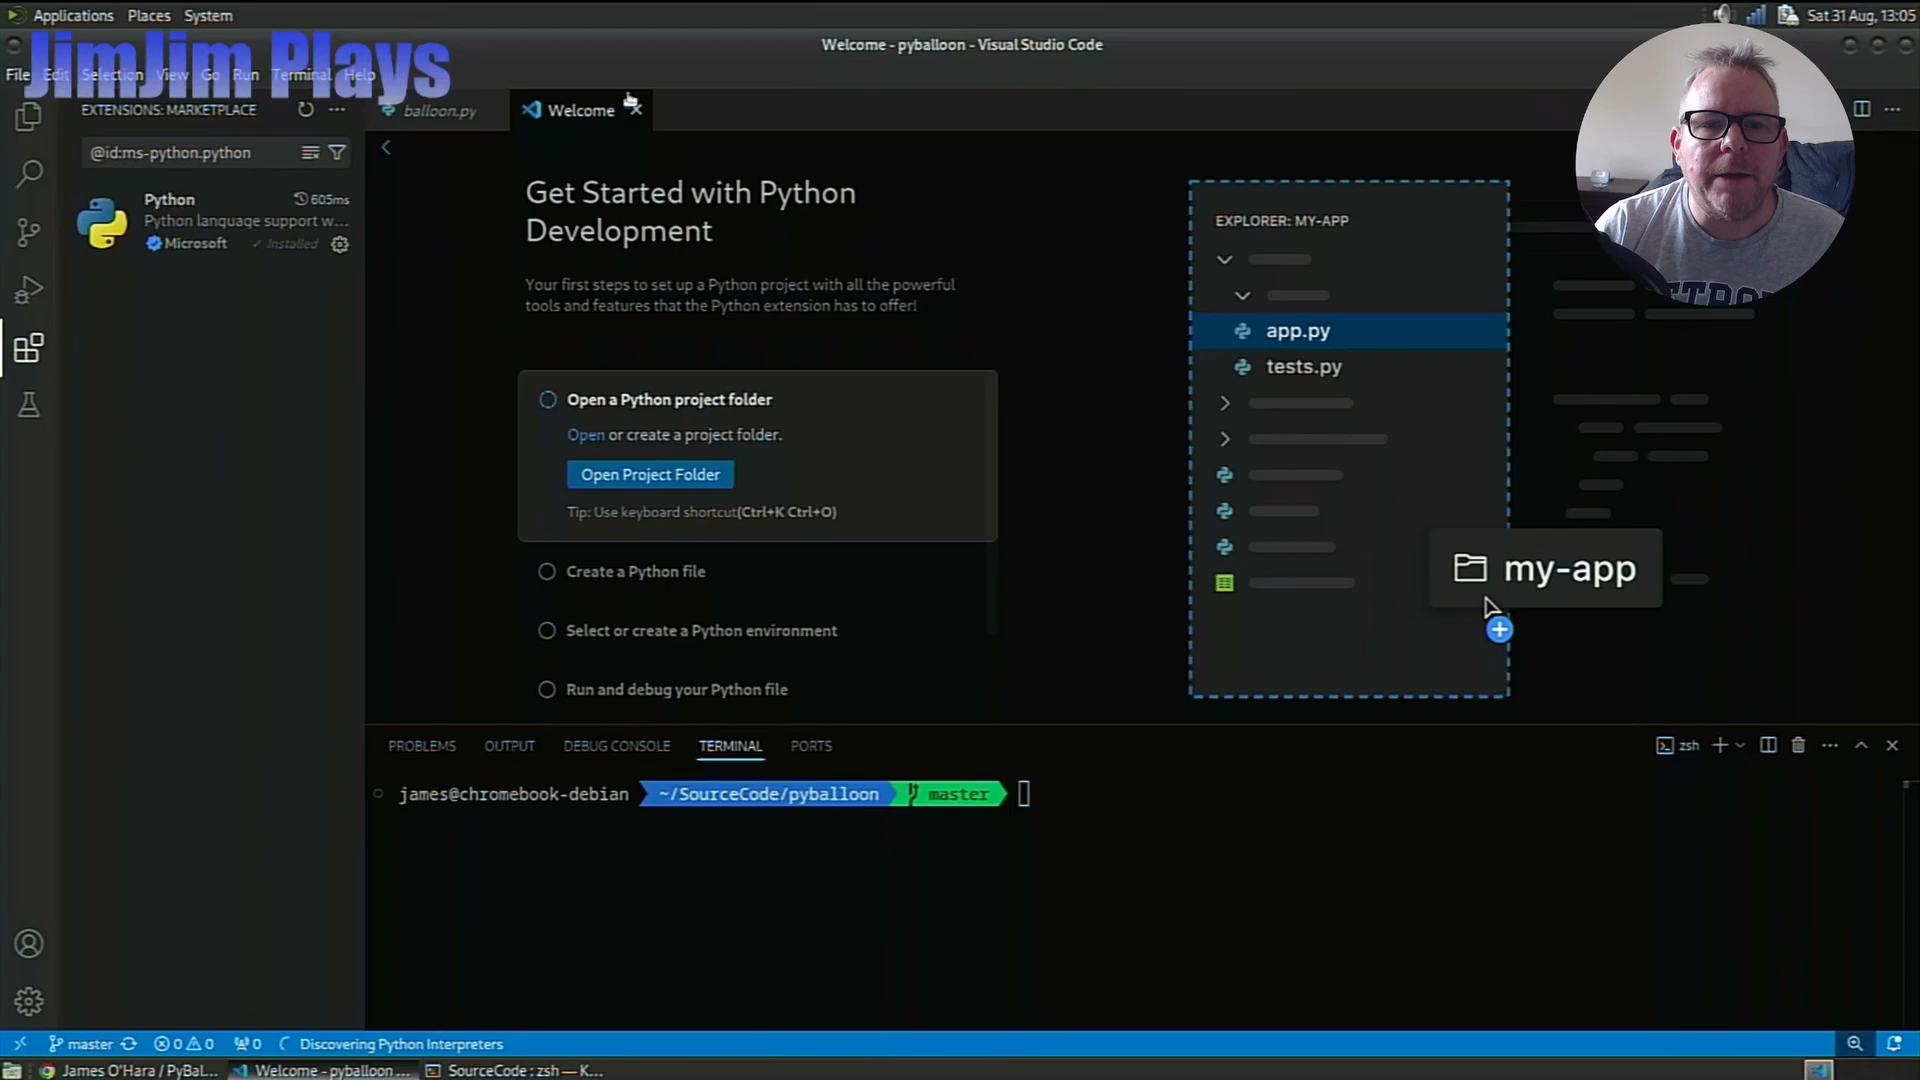 Applications Places System
Sat 31 Aug, 13:05
JimJim Plays
Welcome - pyballoon - Visual Studio Code
File Edit Selection View Go Run Terminal Help
EXTENSIONS: MARKETPLACE
balloon.py
Welcome
@id:ms-python.python
Python
605ms
Python language support w...
Microsoft
Installed
Get Started with Python
Development
Your first steps to set up a Python project with all the powerful
tools and features that the Python extension has to offer!
Open a Python project folder
Open or create a project folder.
Open Project Folder
Tip: Use keyboard shortcut(Ctrl+K Ctrl+O)
Create a Python file
Select or create a Python environment
Run and debug your Python file
EXPLORER: MY-APP
app.py
tests.py
my-app
PROBLEMS OUTPUT DEBUG CONSOLE TERMINAL PORTS
zsh
james@chromebook-debian ~/SourceCode/pyballoon master
master 0 0 0 Discovering Python Interpreters
James O'Hara / PyBal... Welcome - pyballoon ... SourceCode : zsh — K...